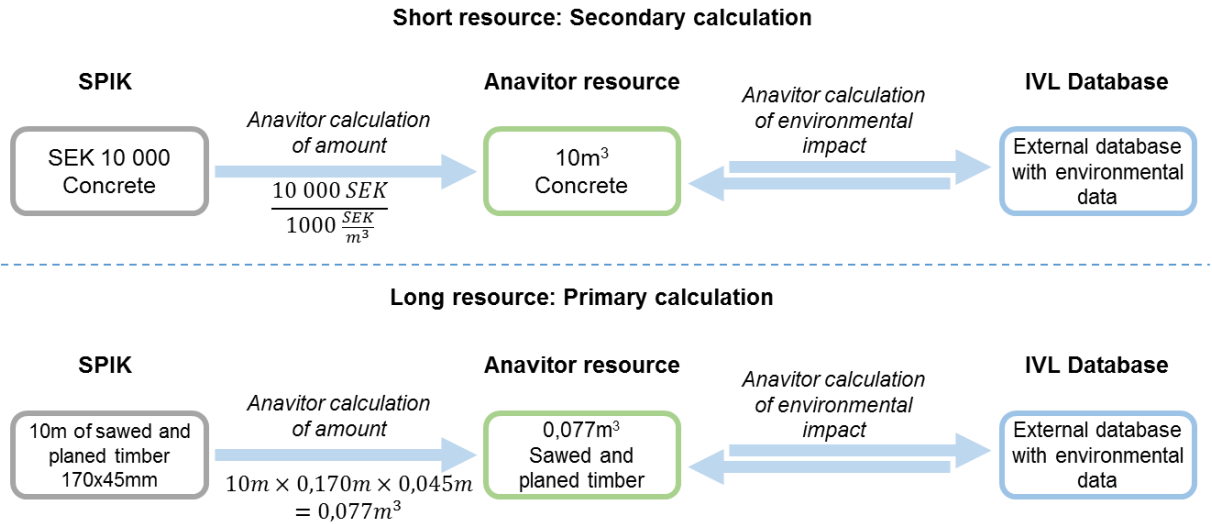 Short resource: Secondary calculation
SPIK
Anavitor resource
IVL Database
Anavitor calculation
of amount
Anavitor calculation
of environmental
impact
SEK 10 000
Concrete
10 000 SEK
1000 SEK/m³
10m³
Concrete
External database
with environmental
data
Long resource: Primary calculation
SPIK
Anavitor resource
IVL Database
Anavitor calculation
of amount
Anavitor calculation
of environmental
impact
10m of sawed and
planed timber
170x45mm
10m × 0,170m × 0,045m
= 0,077m³
0,077m³
Sawed and
planed timber
External database
with environmental
data